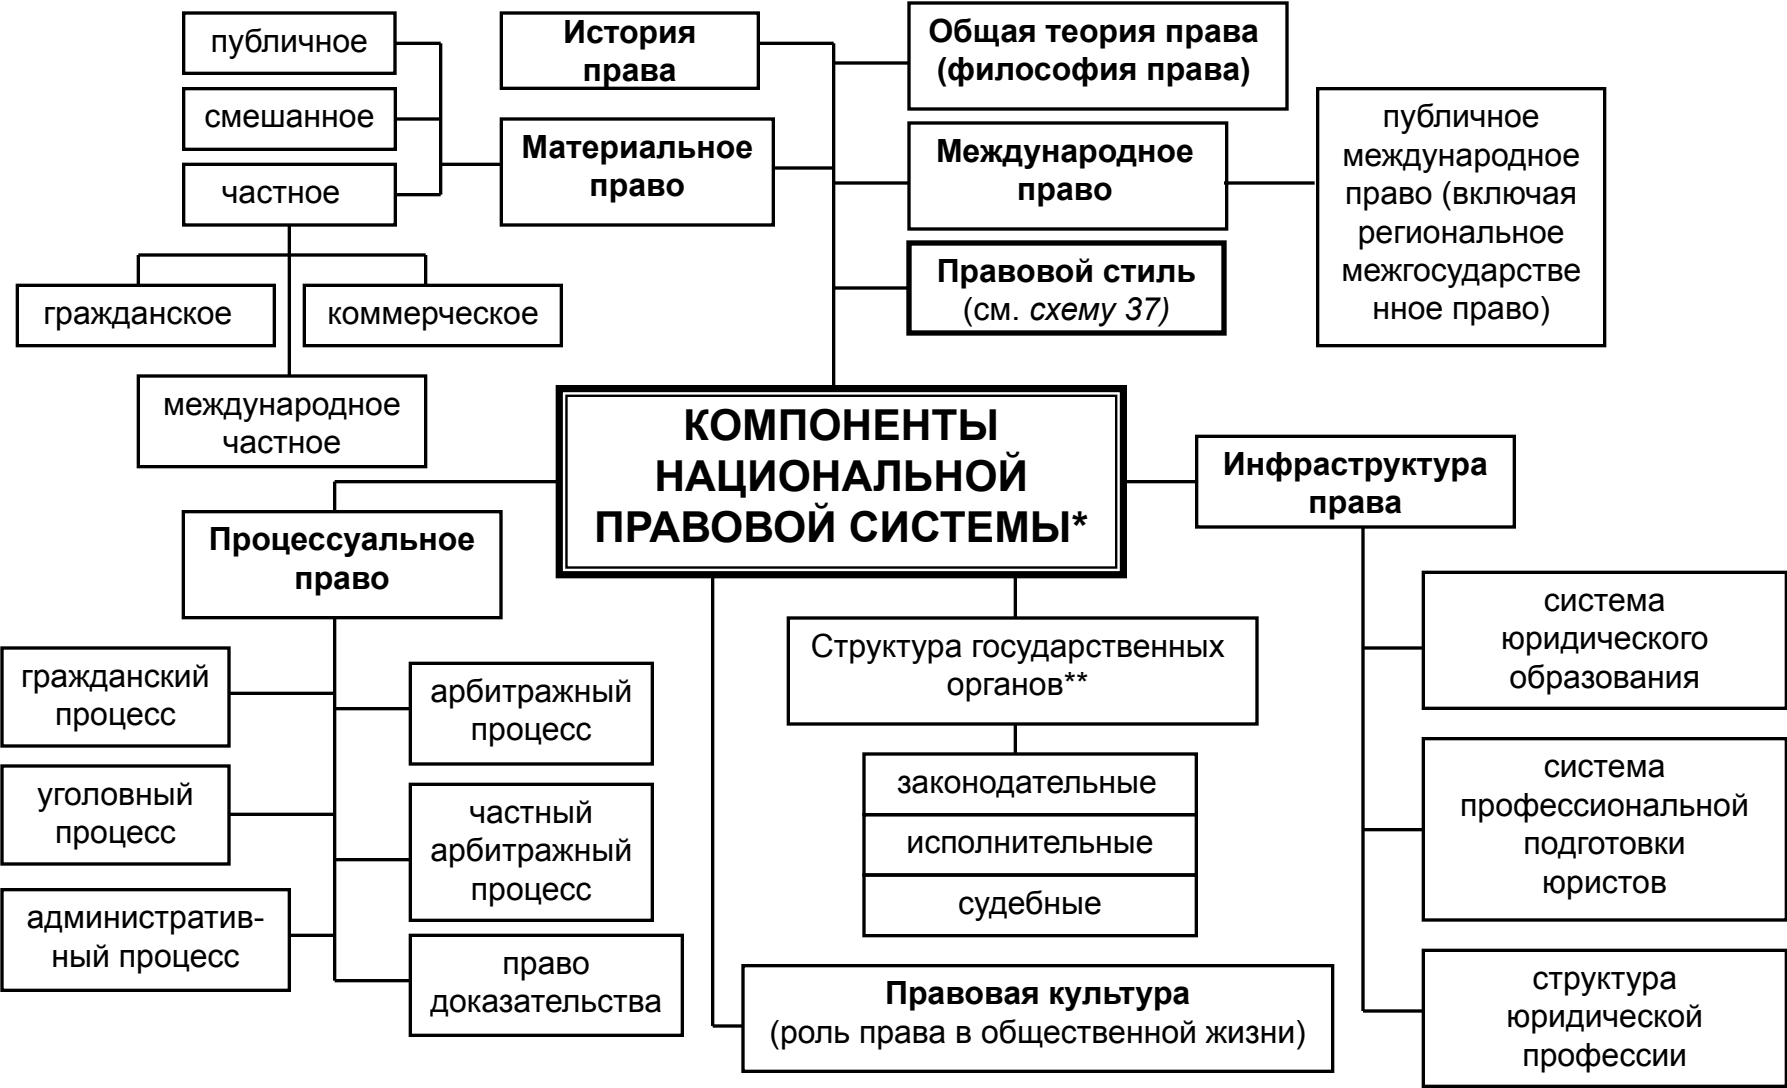 публичное
смешанное
частное
гражданское
коммерческое
международное
частное
История
права
Материальное
право
Общая теория права
(философия права)
Международное
право
Правовой стиль
(см. схему 37)
публичное
международное
право (включая
региональное
межгосударстве
нное право)
КОМПОНЕНТЫ
НАЦИОНАЛЬНОЙ
ПРАВОВОЙ СИСТЕМЫ*
Инфраструктура
права
Процессуальное
право
гражданский
процесс
уголовный
процесс
административ-
ный процесс
арбитражный
процесс
частный
арбитражный
процесс
право
доказательства
Структура государственных
органов**
законодательные
исполнительные
судебные
Правовая культура
(роль права в общественной жизни)
система
юридического
образования
система
профессиональной
подготовки
юристов
структура
юридической
профессии